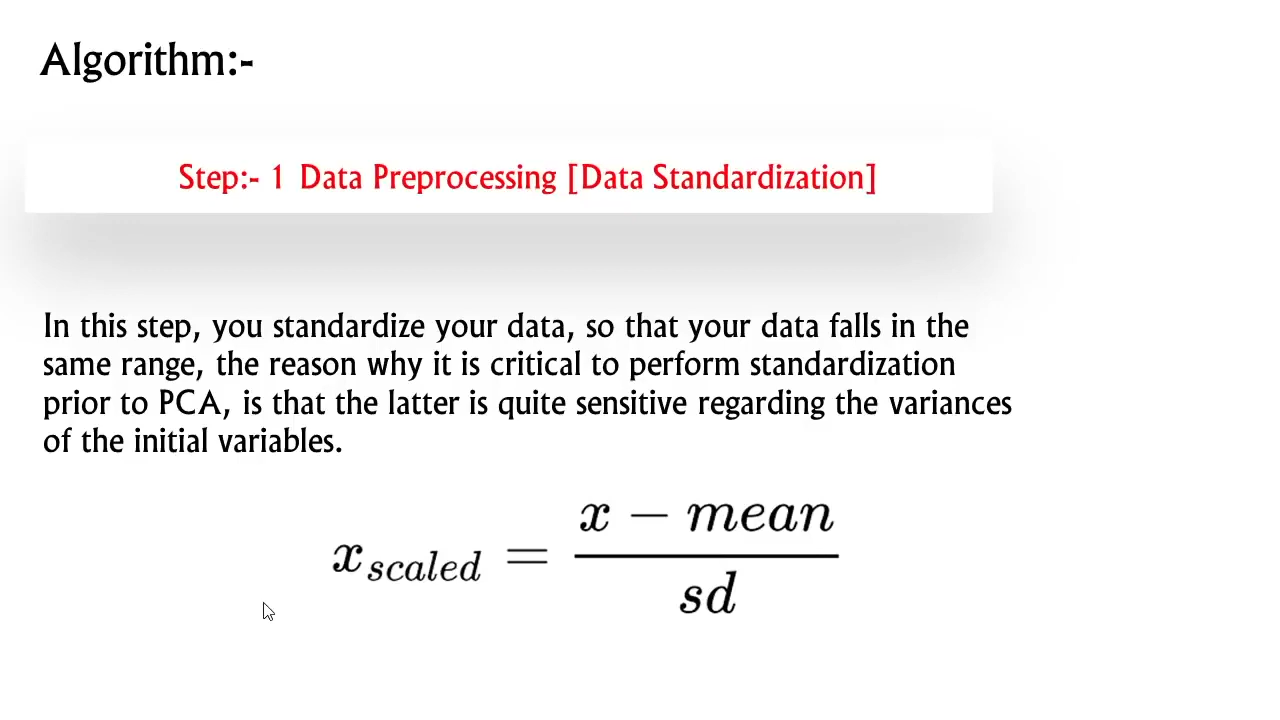 Algorithm:-
Step:- 1 Data Preprocessing [Data Standardization]
In this step, you standardize your data, so that your data falls in the
same range, the reason why it is critical to perform standardization
prior to PCA, is that the latter is quite sensitive regarding the variances
of the initial variables.
x_scaled = (x − mean) / sd